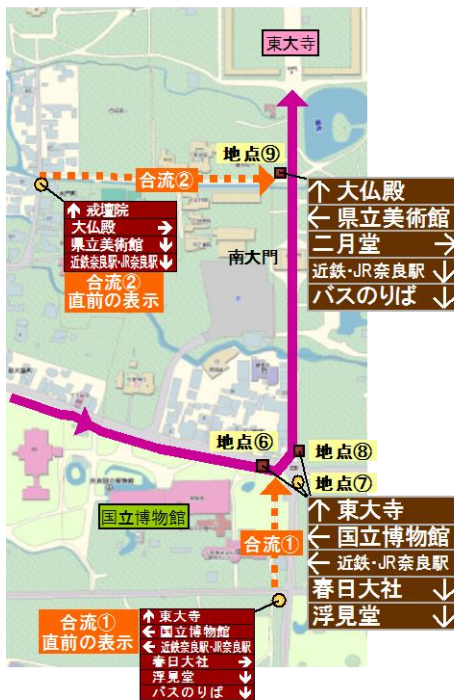 東大寺
地点⑨
合流②
↑ 戒壇院
大仏殿 →
県立美術館 ↓
近鉄奈良駅・JR奈良駅 ↓
合流②
直前の表示
南大門
↑ 大仏殿
← 県立美術館
二月堂 →
近鉄・JR奈良駅 ↓
バスのりば ↓
地点⑥
地点⑧
地点⑦
国立博物館
合流①
↑ 東大寺
← 国立博物館
← 近鉄・JR奈良駅
春日大社 ↓
浮見堂 ↓
合流①
直前の表示
↑ 東大寺
← 国立博物館
← 近鉄奈良駅・JR奈良駅
春日大社 →
浮見堂 ↓
バスのりば ↓